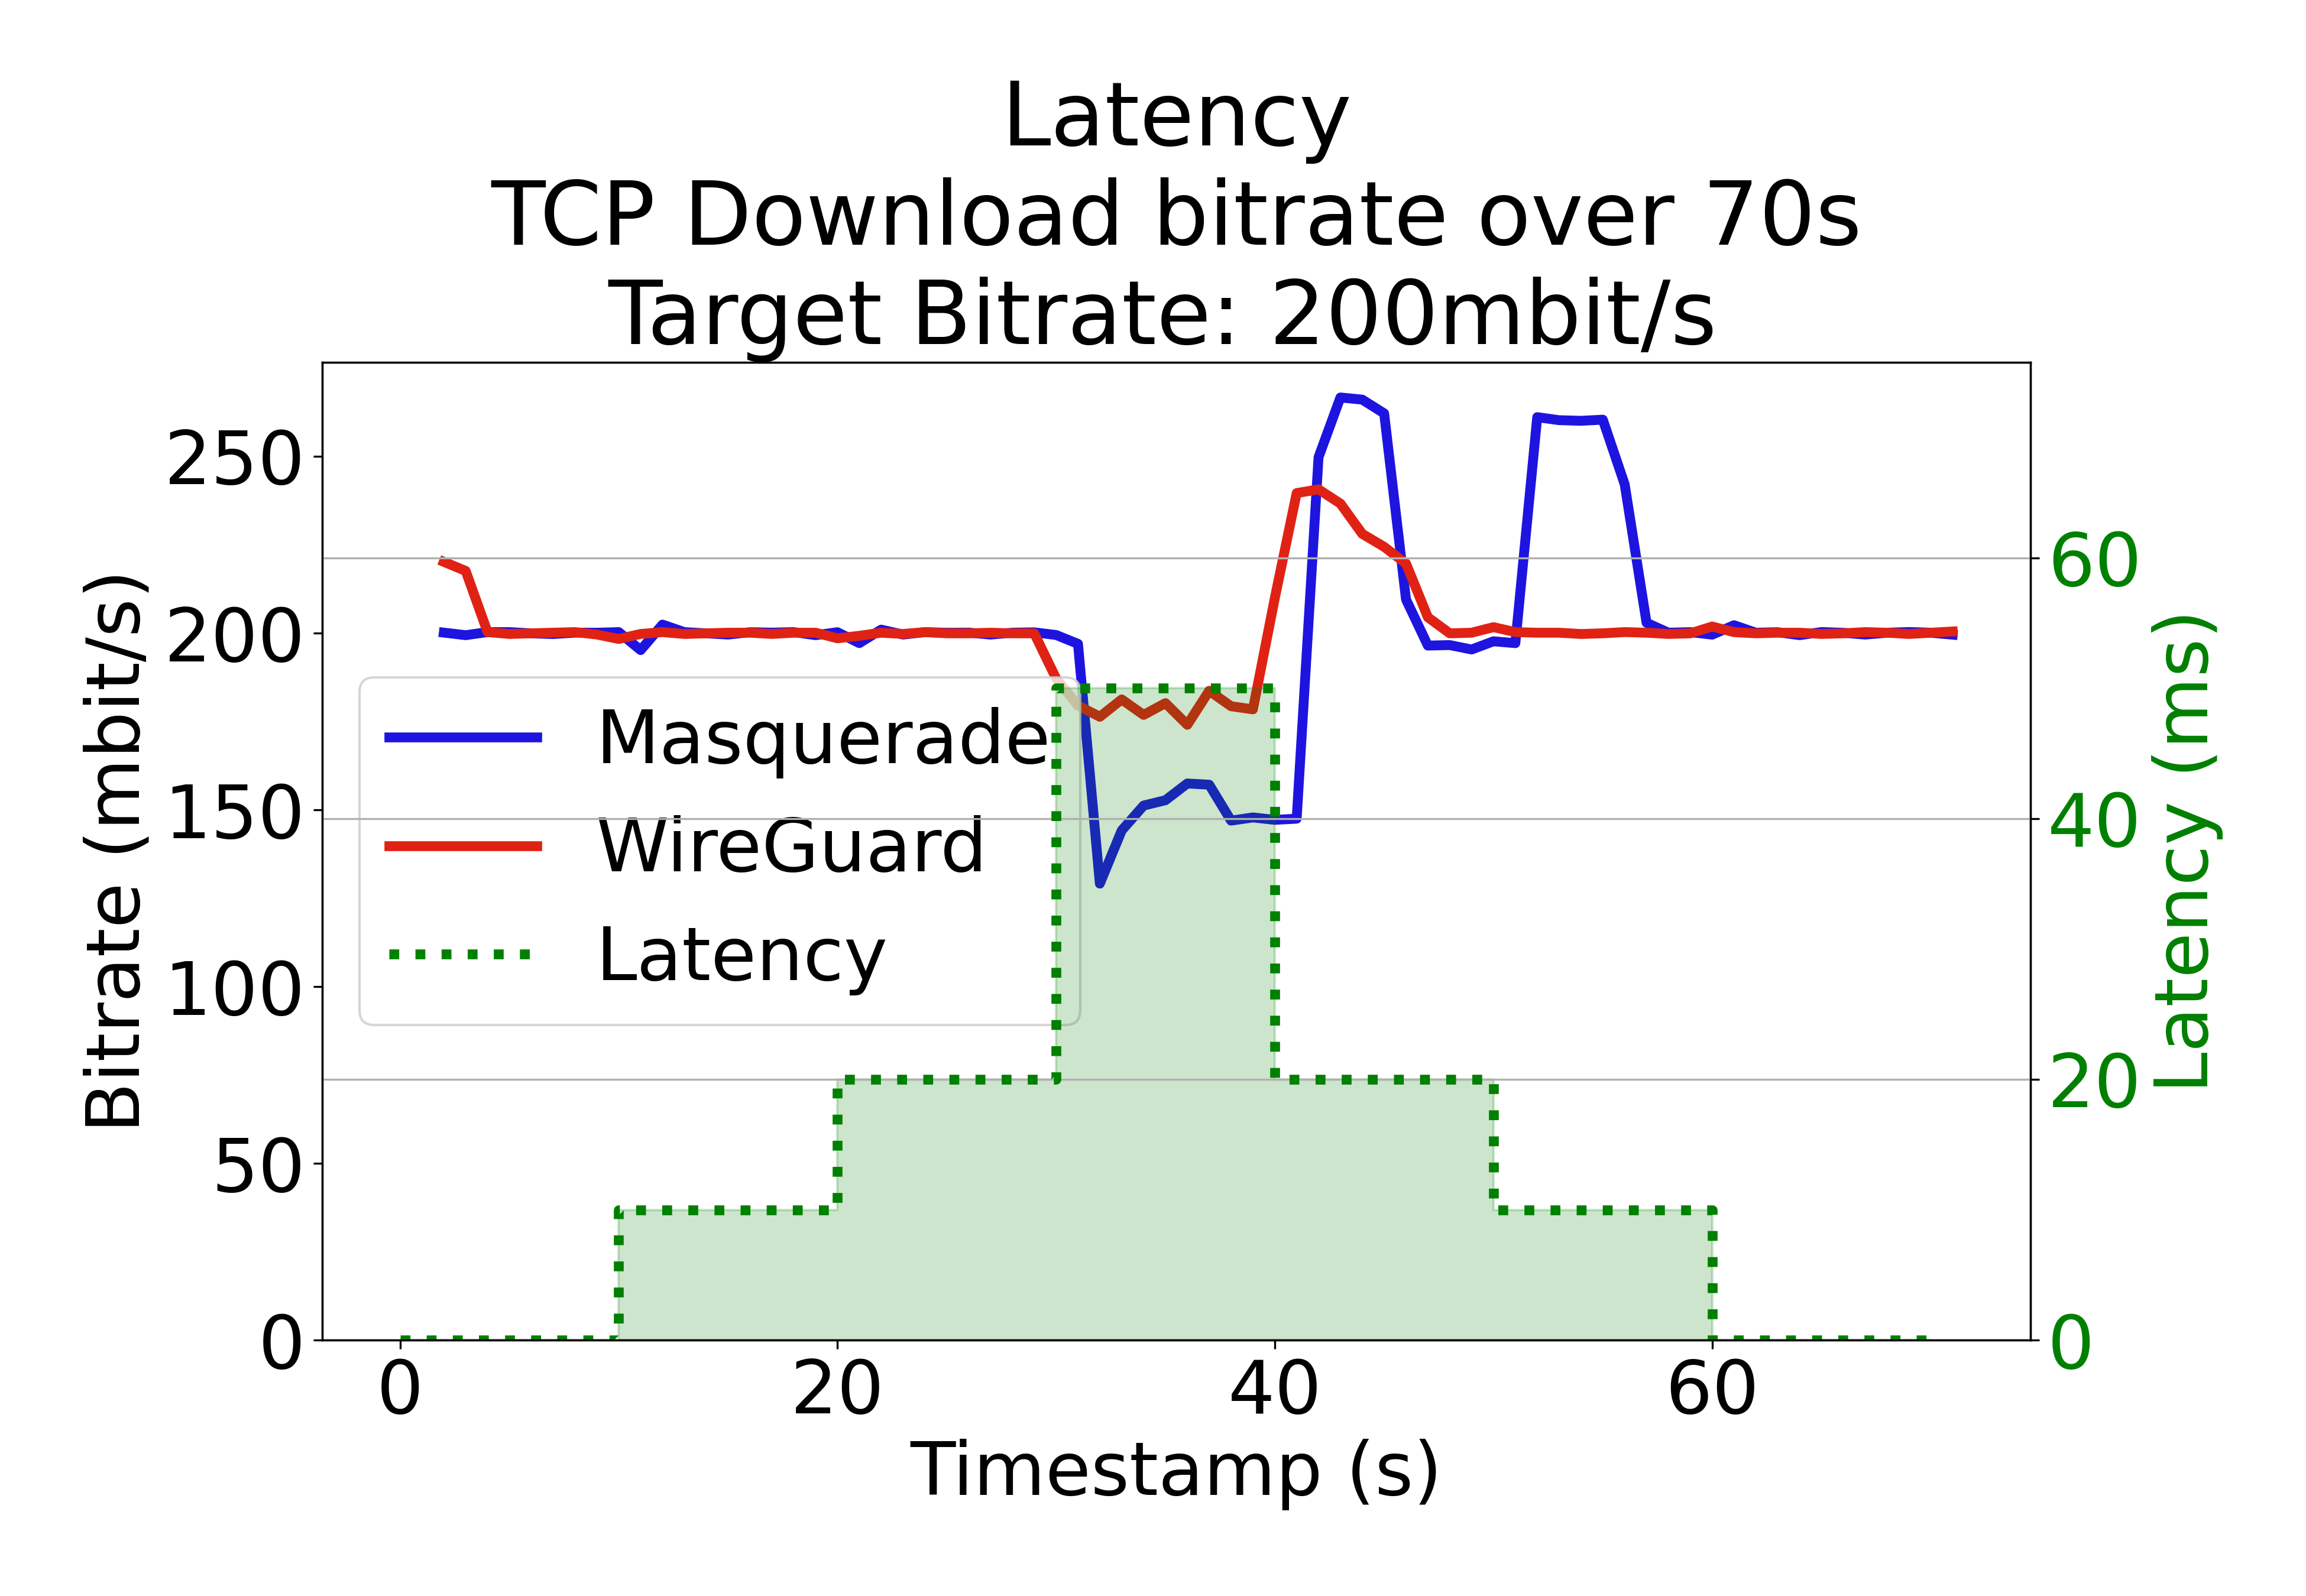 Latency
TCP Download bitrate over 70s
Target Bitrate: 200mbit/s
250
200
150
100
50
0
Bitrate (mbit/s)
Masquerade
WireGuard
Latency
60
40
20
0
Latency (ms)
0 20 40 60
Timestamp (s)